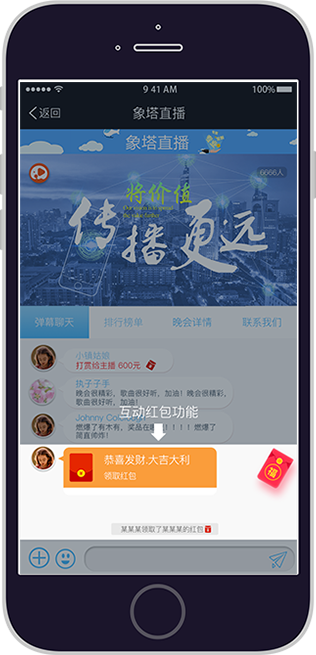 9 41 AM
100%
返回
象塔直播
象塔直播
6666人
将价值
传播更远
弹幕聊天
排行榜单
晚会详情
联系我们
小镇姑娘
打赏给主播 600元
执子子手
晚会很精彩，歌曲很好听，加油！晚会很精彩，
歌曲很好听，加油！
互动红包功能
燃爆了有木有，奖品在哪
！！！！燃爆了
简直帅炸！
恭喜发财.大吉大利
领取红包
福
某某某领取了某某某的红包